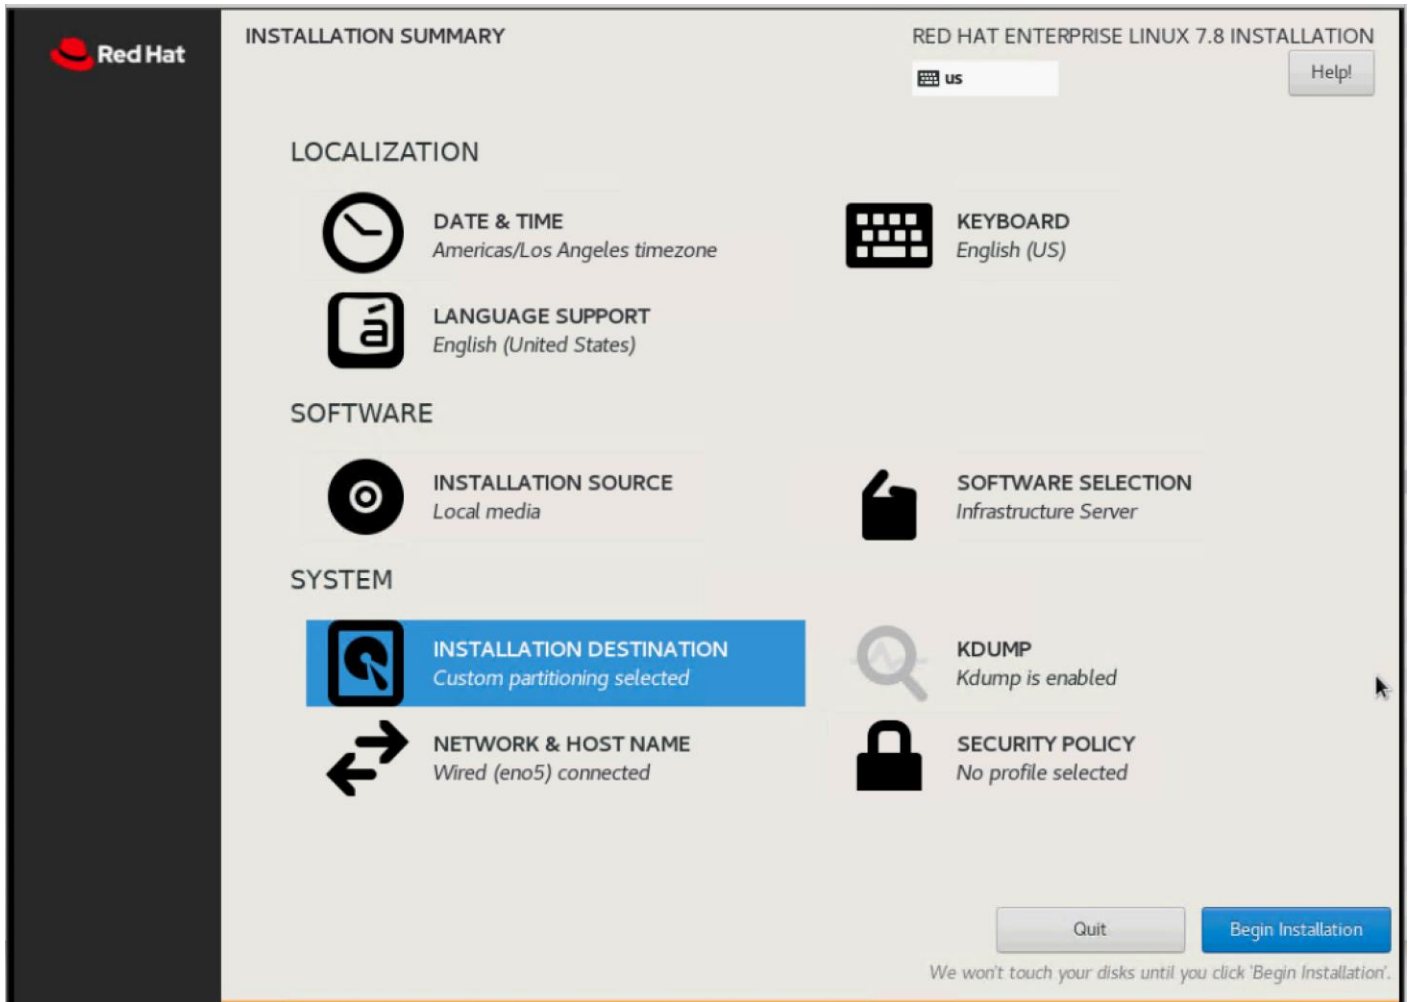 Red Hat
INSTALLATION SUMMARY
RED HAT ENTERPRISE LINUX 7.8 INSTALLATION
us
Help!
LOCALIZATION
DATE & TIME
Americas/Los Angeles timezone
KEYBOARD
English (US)
á
LANGUAGE SUPPORT
English (United States)
SOFTWARE
INSTALLATION SOURCE
Local media
SOFTWARE SELECTION
Infrastructure Server
SYSTEM
INSTALLATION DESTINATION
Custom partitioning selected
KDUMP
Kdump is enabled
NETWORK & HOST NAME
Wired (eno5) connected
SECURITY POLICY
No profile selected
Quit
Begin Installation
We won't touch your disks until you click 'Begin Installation'.